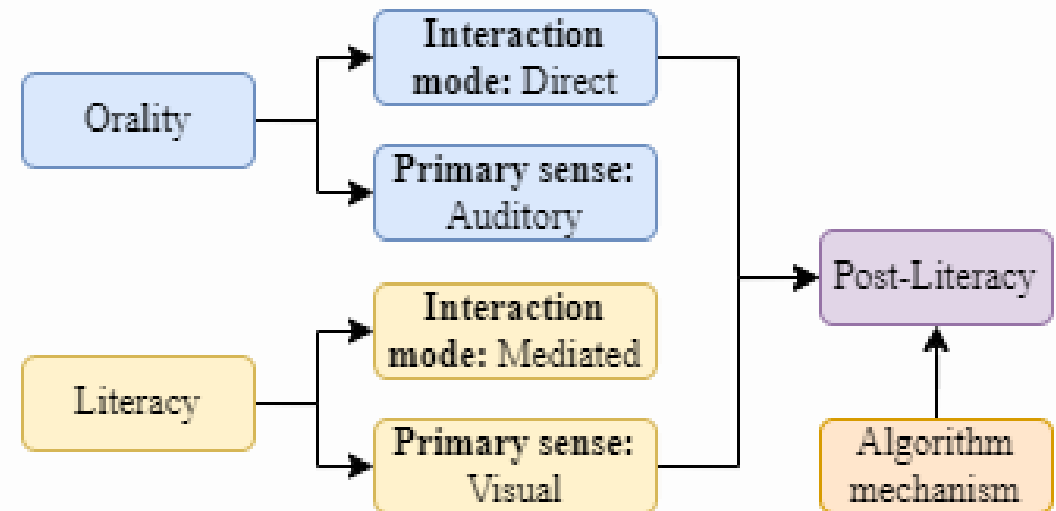 Orality
Interaction
mode: Direct
Primary sense:
Auditory
Literacy
Interaction
mode: Mediated
Primary sense:
Visual
Post-Literacy
Algorithm
mechanism